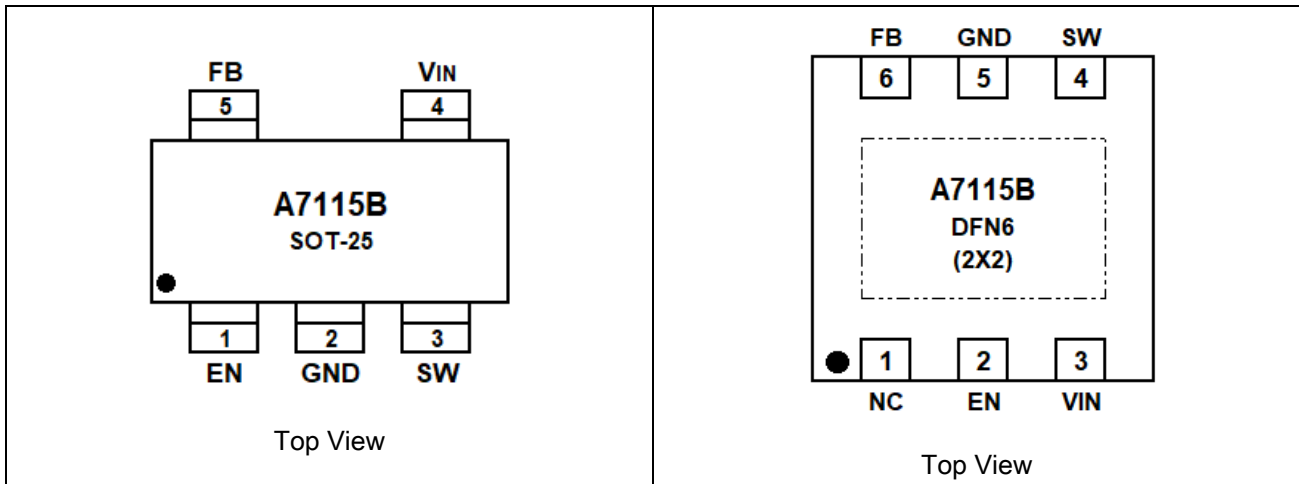 FB VIN
5 4
A7115B
SOT-25
1 2 3
EN GND SW
Top View
FB GND SW
6 5 4
A7115B
DFN6
(2X2)
1 2 3
NC EN VIN
Top View